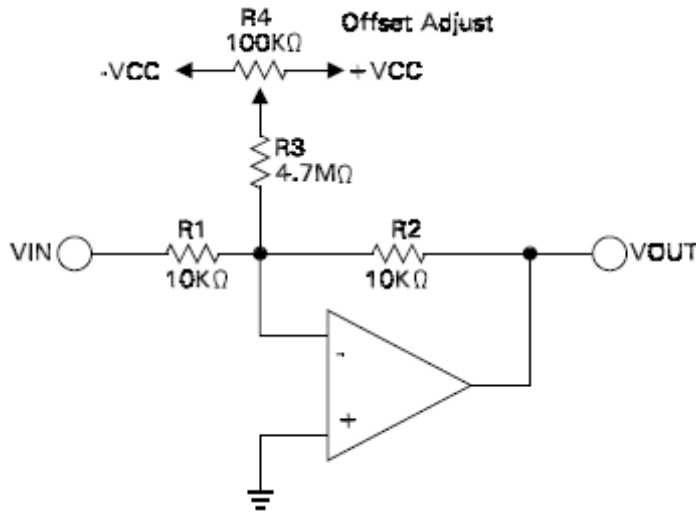 R4
100KΩ
Offset Adjust
-VCC
+VCC
R3
4.7MΩ
R1
R2
VIN
VOUT
10KΩ
10KΩ
-
+